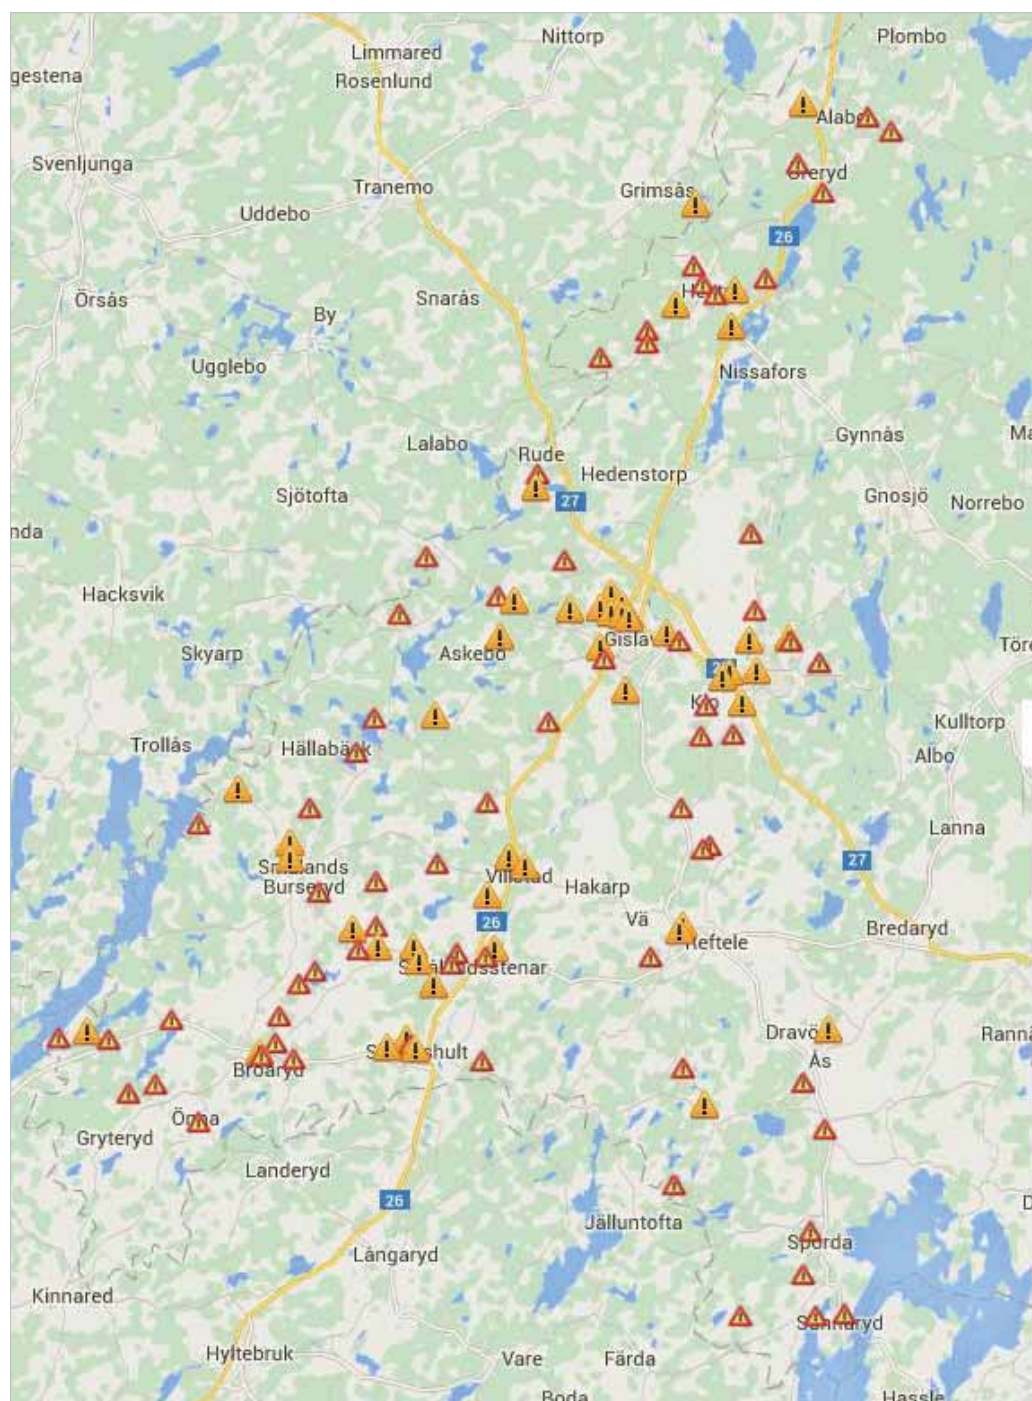 Nittorp
Plombo
Limmared
gestena
Rosenlund
Svenljunga
Tranemo
Grimsås
Uddebo
26
Örsås
Snarås
By
Ugglebo
Nissafors
Lalabo
Gynnås
Rude
Hedenstorp
Sjötofta
27
Gnosjö
Norrebo
nda
Hacksvik
Skyarp
Askebo
Kulltorp
Trollås
Albo
Lanna
27
Hakarp
Vä
26
Bredaryd
Ås
Gryteryd
Landeryd
26
Jälluntofta
Långaryd
Kinnared
Hyltebruk
Vare
Färda
Boda
Hassle